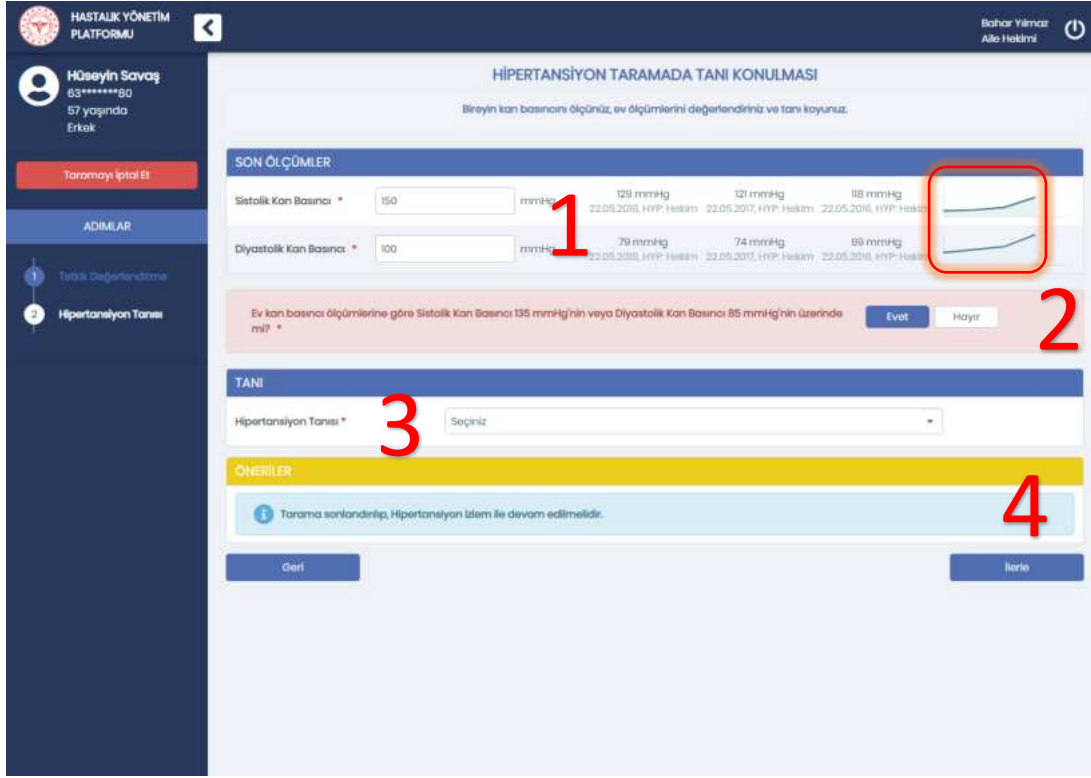 HASTALIK YÖNETİM
PLATFORMU
Bahar Yılmaz
Aile Hekimi
Hüseyin Savaş
63*******80
57 yaşında
Erkek
Taramayı İptal Et
ADIMLAR
1 Tetkik Değerlendirme
2 Hipertansiyon Tanısı
HİPERTANSİYON TARAMADA TANI KONULMASI
Bireyin kan basıncını ölçünüz, ev ölçümlerini değerlendiriniz ve tanı koyunuz.
SON ÖLÇÜMLER
Sistolik Kan Basıncı * 150 mmHg 129 mmHg 121 mmHg 118 mmHg
22.05.2018, HYP: Hekim 22.05.2017, HYP: Hekim 22.05.2016, HYP: Hekim
1
Diyastolik Kan Basıncı * 100 mmHg 79 mmHg 74 mmHg 69 mmHg
22.05.2018, HYP: Hekim 22.05.2017, HYP: Hekim 22.05.2016, HYP: Hekim
2
Ev kan basıncı ölçümlerine göre Sistolik Kan Basıncı 135 mmHg'nin veya Diyastolik Kan Basıncı 85 mmHg'nin üzerinde
mi? *
Evet Hayır
TANI
Hipertansiyon Tanısı * Seçiniz
3
ÖNERİLER
Tarama sonlandırılıp, Hipertansiyon İzlem ile devam edilmelidir.
4
Geri İlerle